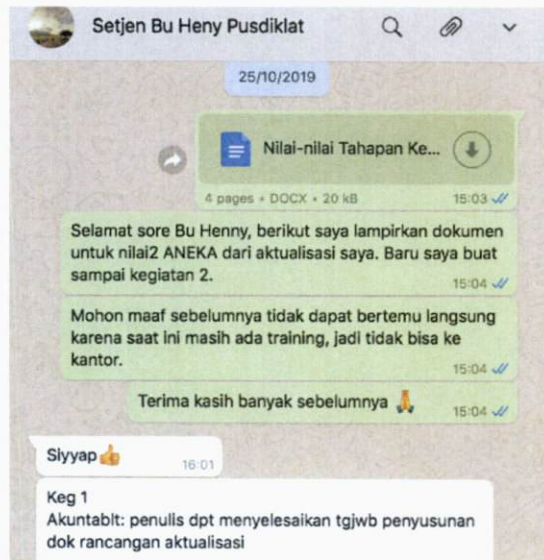 Setjen Bu Heny Pusdiklat
25/10/2019
Nilai-nilai Tahapan Ke...
4 pages • DOCX • 20 kB 15:03
Selamat sore Bu Henny, berikut saya lampirkan dokumen
untuk nilai2 ANEKA dari aktualisasi saya. Baru saya buat
sampai kegiatan 2.
15:04
Mohon maaf sebelumnya tidak dapat bertemu langsung
karena saat ini masih ada training, jadi tidak bisa ke
kantor.
15:04
Terima kasih banyak sebelumnya 🙏 15:04
SIyyap👍 16:01
Keg 1
Akuntablt: penulis dpt menyelesaikan tgjwb penyusunan
dok rancangan aktualisasi